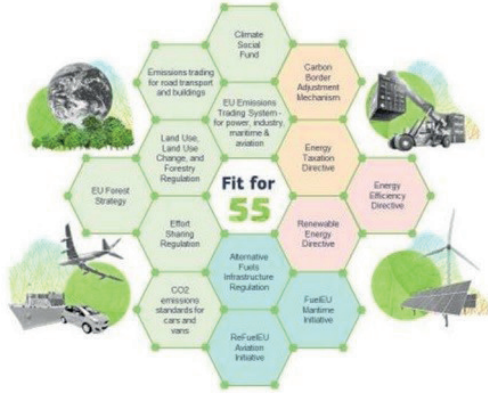 Climate
Social
Fund
Emissions trading
for road transport
and buildings
Carbon
Border
Adjustment
Mechanism
EU Emissions
Trading System -
for power, industry,
maritime &
aviation
Land Use,
Land Use
Change, and
Forestry
Regulation
Energy
Taxation
Directive
EU Forest
Strategy
Fit for
55
Energy
Efficiency
Directive
Effort
Sharing
Regulation
Renewable
Energy
Directive
Alternative
Fuels
Infrastructure
Regulation
CO2
emissions
standards for
cars and
vans
FuelEU
Maritime
Initiative
ReFuelEU
Aviation
Initiative